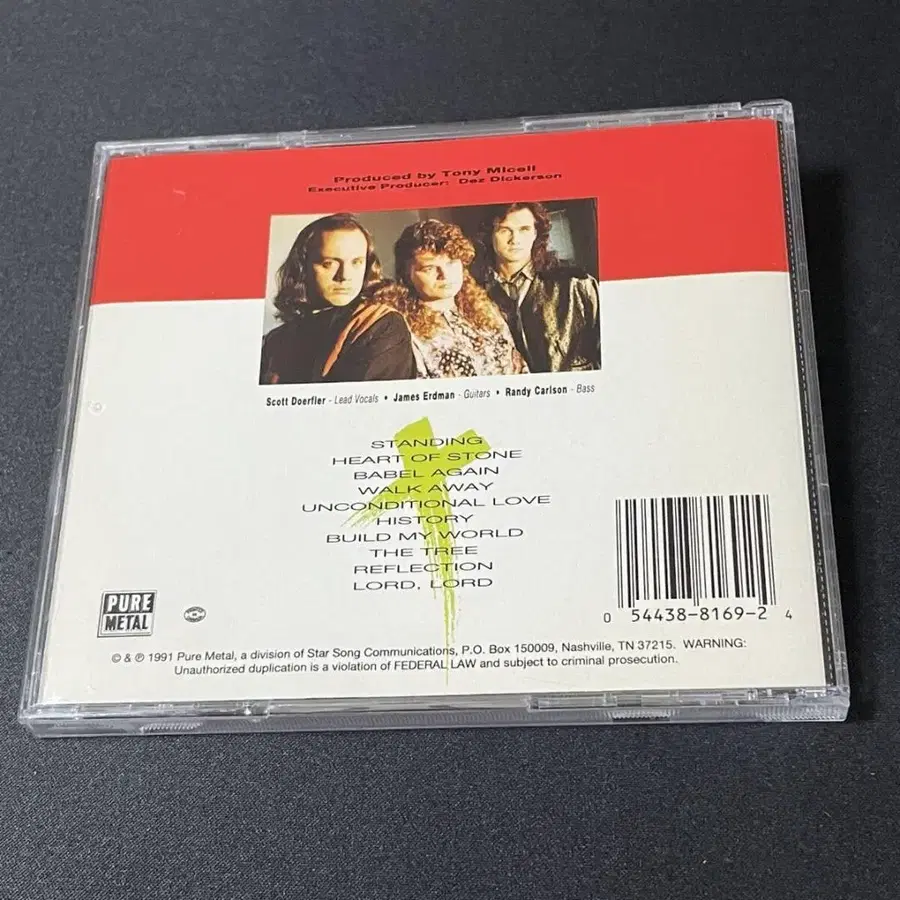 Produced by Tony Miceli
Executive Producer: Dez Dickerson
Scott Doerfler - Lead Vocals • James Erdman - Guitars • Randy Carlson - Bass
STANDING
HEART OF STONE
BABEL AGAIN
WALK AWAY
UNCONDITIONAL LOVE
HISTORY
BUILD MY WORLD
THE TREE
REFLECTION
LORD, LORD
0 54438-8169-2 4
PURE
METAL
© & ℗ 1991 Pure Metal, a division of Star Song Communications, P.O. Box 150009, Nashville, TN 37215. WARNING:
Unauthorized duplication is a violation of FEDERAL LAW and subject to criminal prosecution.